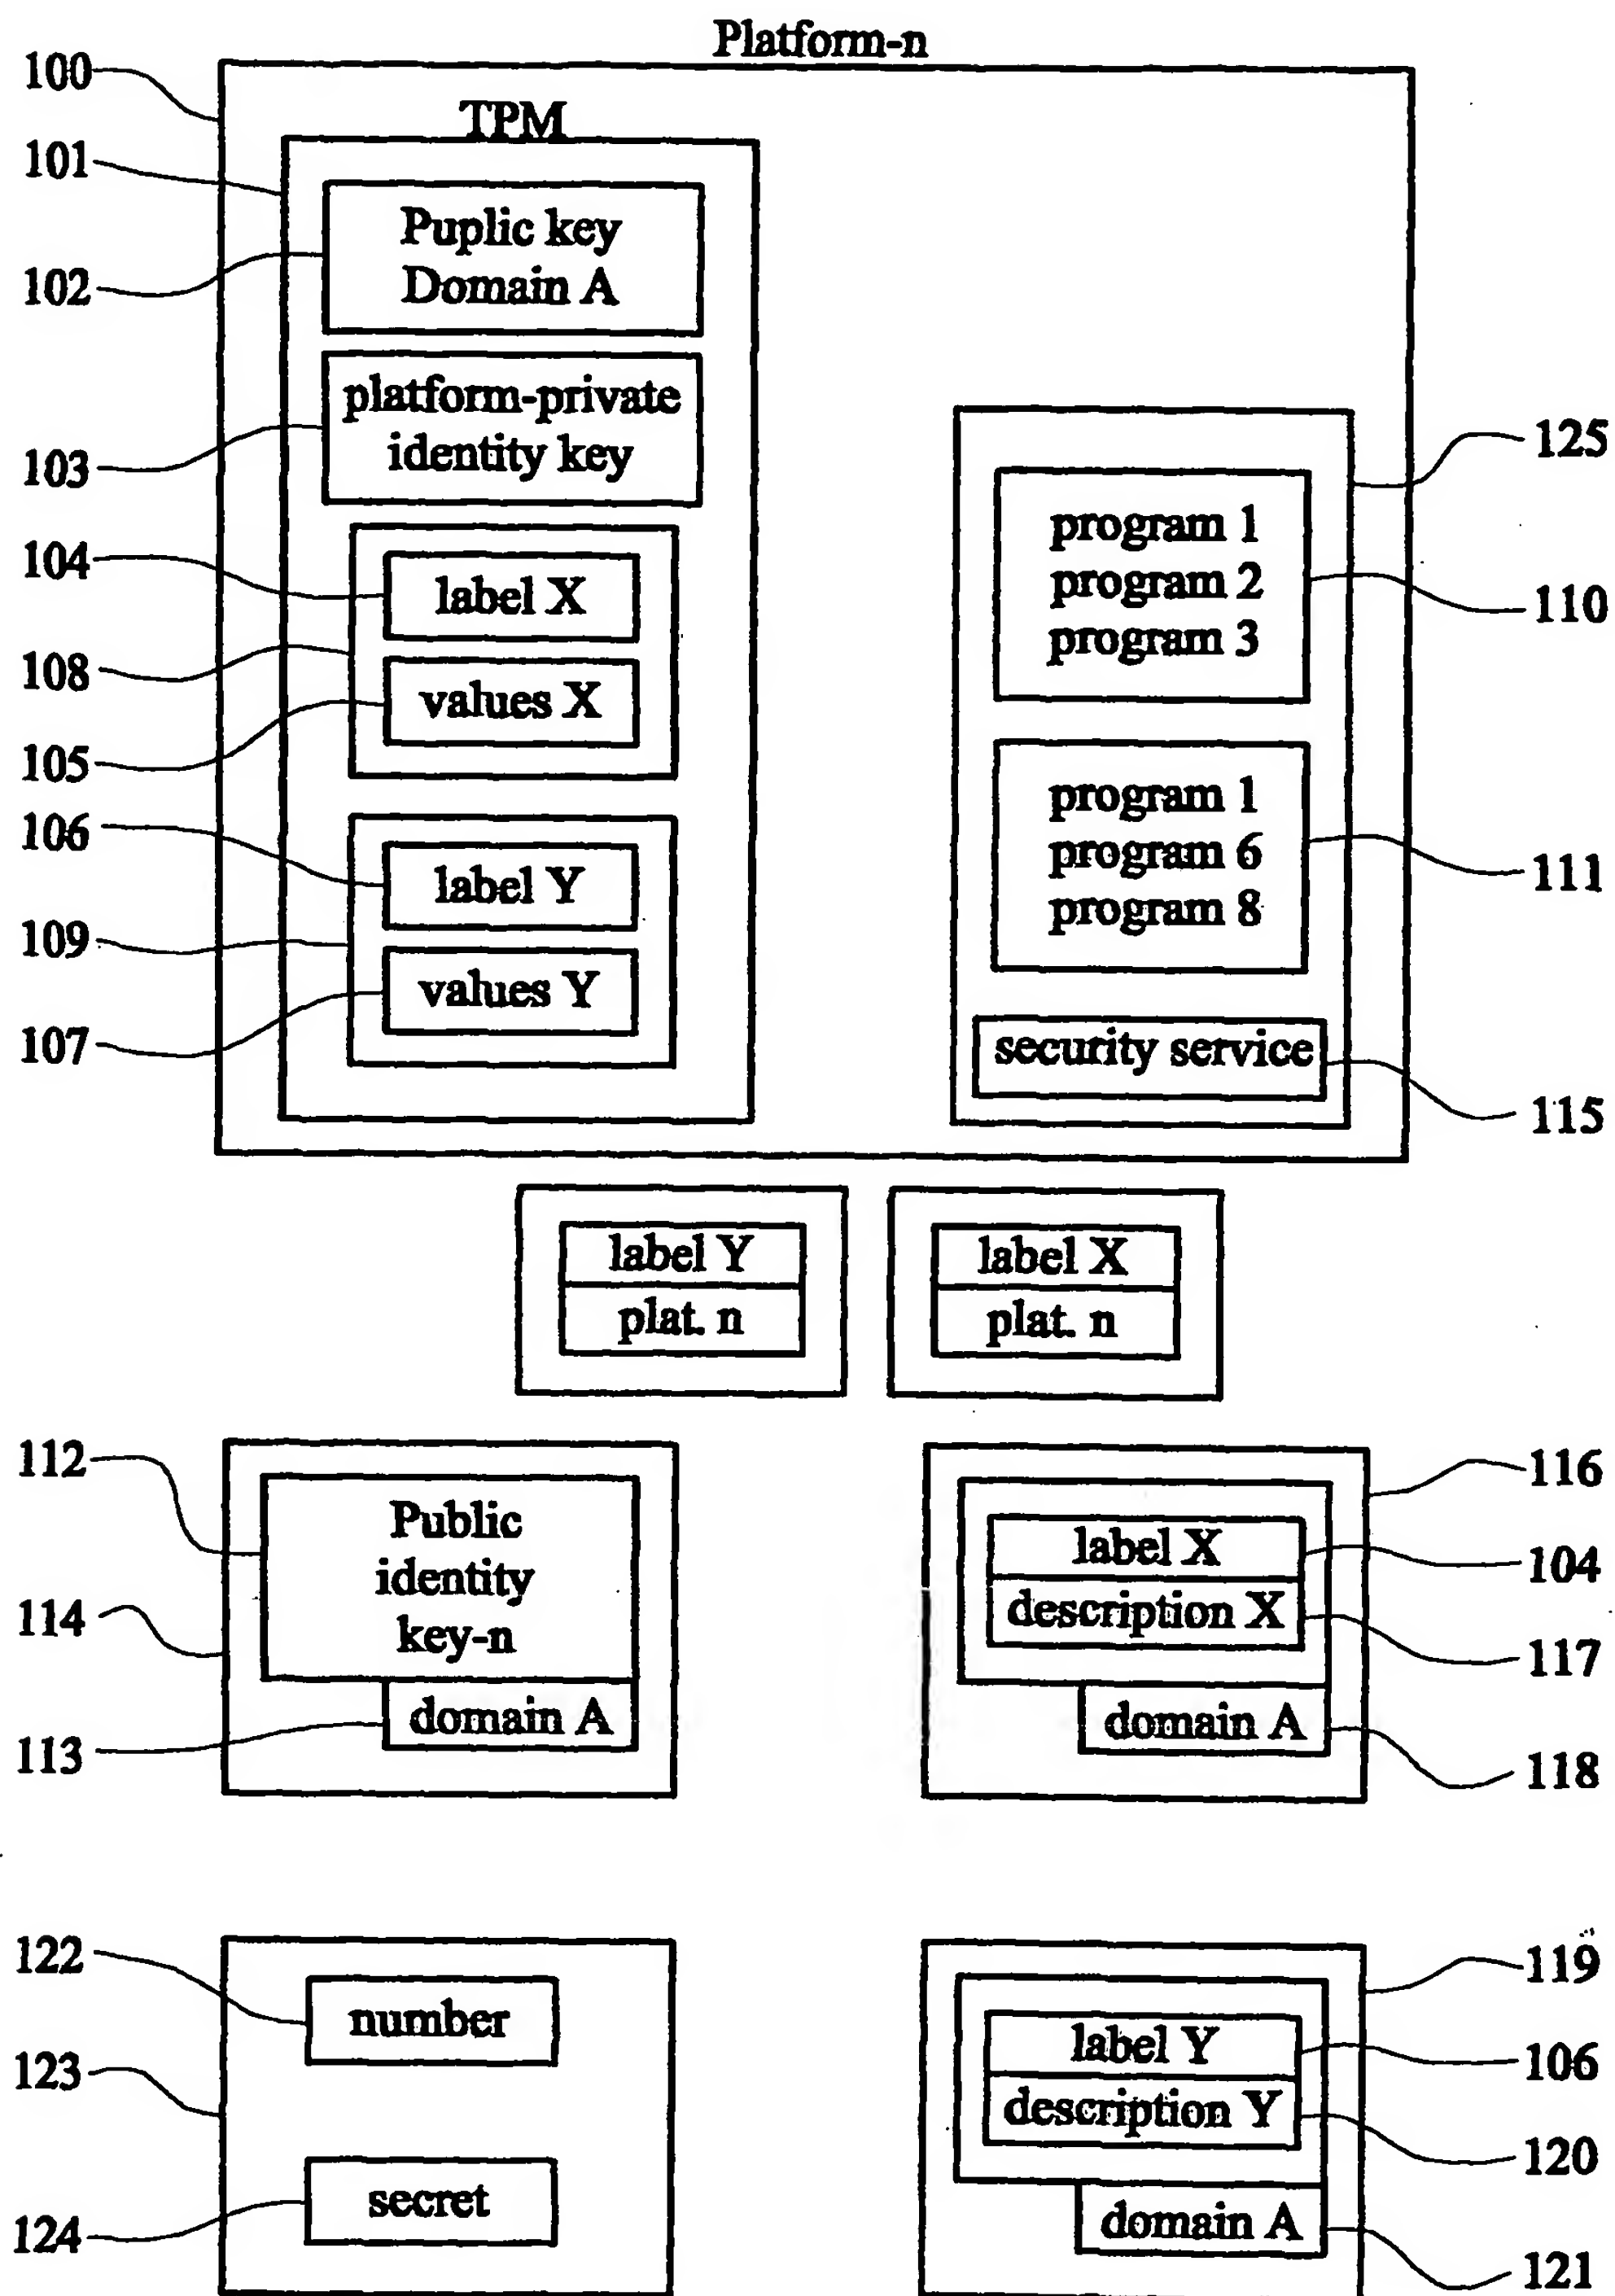 Platform-n
100
TPM
101
Puplic key
Domain A
102
platform-private
identity key
103
104
label X
108
values X
105
106
label Y
109
values Y
107
125
program 1
program 2
program 3
110
program 1
program 6
program 8
111
security service
115
label Y
plat. n
label X
plat. n
112
Public
identity
key-n
114
domain A
113
116
label X
104
description X
117
domain A
118
122
number
123
secret
124
119
label Y
106
description Y
120
domain A
121